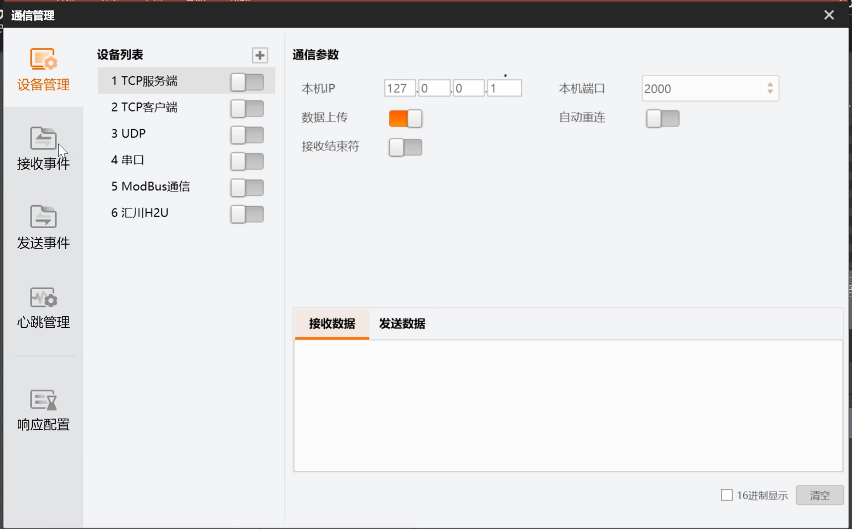 通信管理
设备管理
接收事件
发送事件
心跳管理
响应配置
设备列表
1 TCP服务端
2 TCP客户端
3 UDP
4 串口
5 ModBus通信
6 汇川H2U
通信参数
本机IP 127.0.0.1 本机端口 2000
数据上传 自动重连
接收结束符
接收数据 发送数据
16进制显示 清空